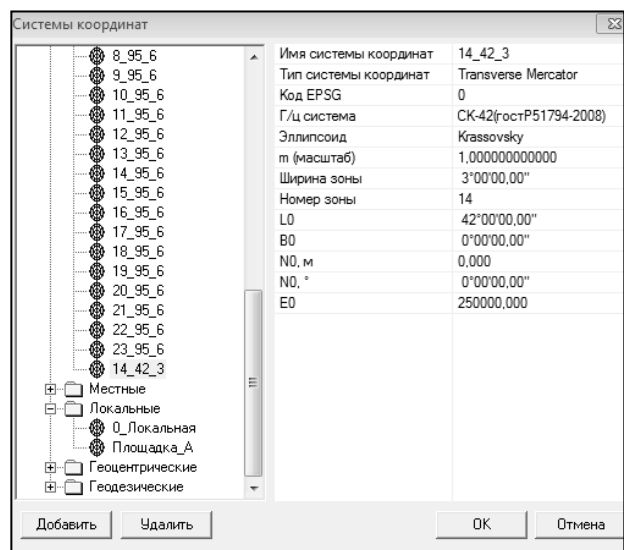 Системы координат
8_95_6
9_95_6
10_95_6
11_95_6
12_95_6
13_95_6
14_95_6
15_95_6
16_95_6
17_95_6
18_95_6
19_95_6
20_95_6
21_95_6
22_95_6
23_95_6
14_42_3
Местные
Локальные
0_Локальная
Площадка_А
Геоцентрические
Геодезические
Имя системы координат 14_42_3
Тип системы координат Transverse Mercator
Код EPSG 0
Г/ц система СК-42(гостР51794-2008)
Эллипсоид Krassovsky
m (масштаб) 1,000000000000
Ширина зоны 3°00'00,00"
Номер зоны 14
L0 42°00'00,00"
B0 0°00'00,00"
N0, м 0,000
N0, ° 0°00'00,00"
E0 250000,000
Добавить Удалить OK Отмена